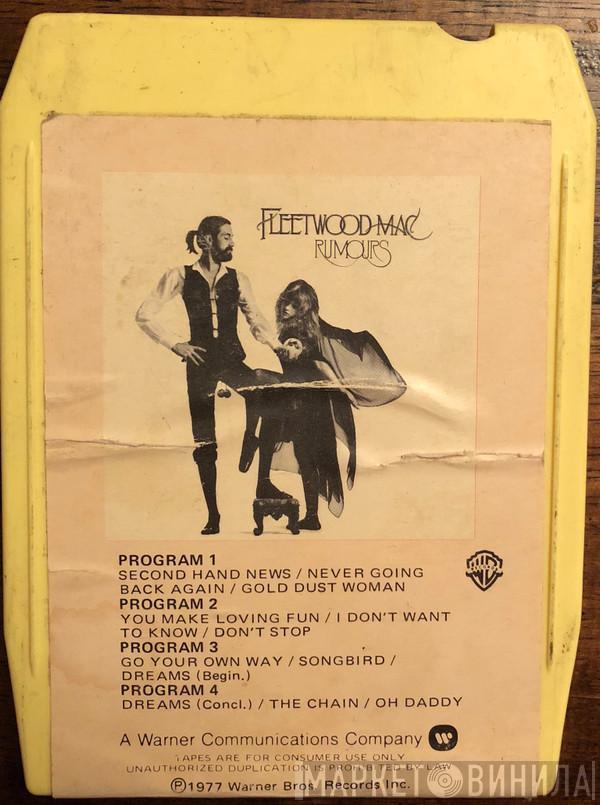 FLEETWOOD MAC
RUMOURS
PROGRAM 1
SECOND HAND NEWS / NEVER GOING
BACK AGAIN / GOLD DUST WOMAN
PROGRAM 2
YOU MAKE LOVING FUN / I DON'T WANT
TO KNOW / DON'T STOP
PROGRAM 3
GO YOUR OWN WAY / SONGBIRD /
DREAMS (Begin.)
PROGRAM 4
DREAMS (Concl.) / THE CHAIN / OH DADDY
A Warner Communications Company
TAPES ARE FOR CONSUMER USE ONLY
UNAUTHORIZED DUPLICATION IS PROHIBITED BY LAW
℗1977 Warner Bros. Records Inc.
МАРКЕТ ВИНИЛА